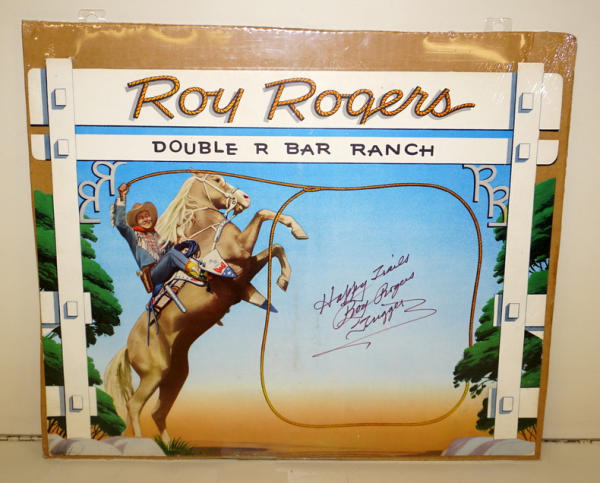 Roy Rogers
DOUBLE R BAR RANCH
Happy Trails
Roy Rogers
Trigger